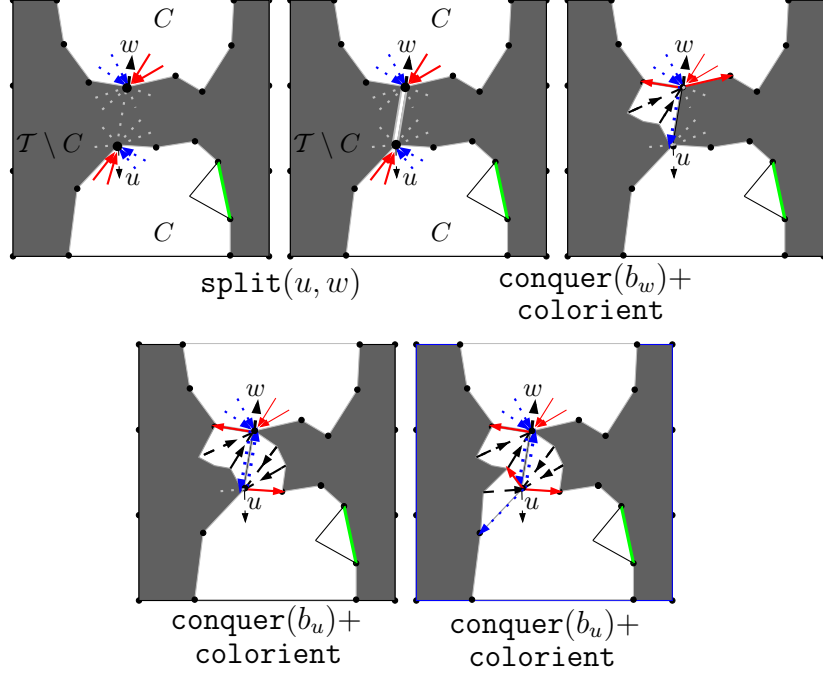 C C
w w w
𝒯 \ C 𝒯 \ C
u u u
C C
split(u, w) conquer(b_w)+
colorient
w w
u u
conquer(b_u)+ conquer(b_u)+
colorient colorient